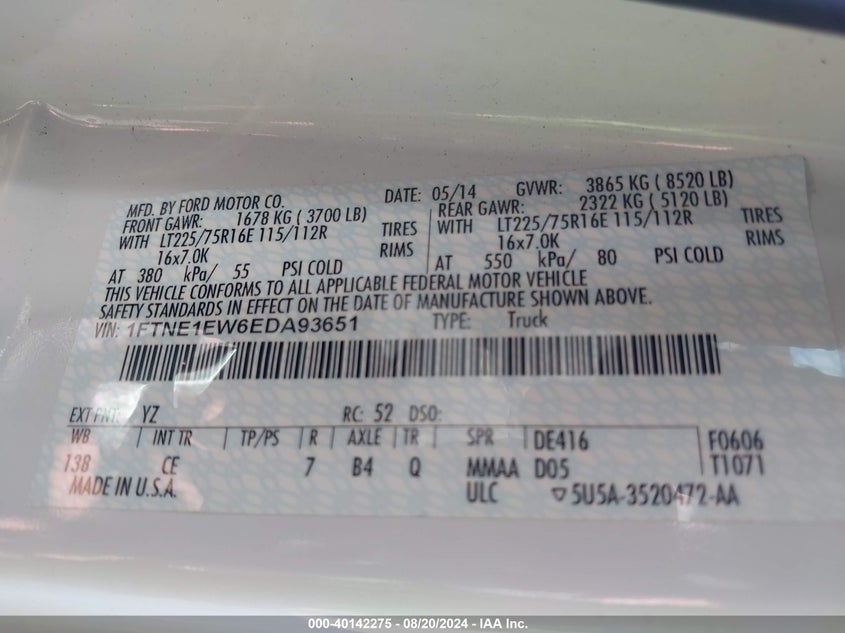 MFD. BY FORD MOTOR CO. DATE: 05/14 GVWR: 3865 KG ( 8520 LB)
FRONT GAWR: 1678 KG ( 3700 LB) REAR GAWR: 2322 KG ( 5120 LB)
WITH LT225/75R16E 115/112R TIRES WITH LT225/75R16E 115/112R TIRES
16x7.0K RIMS 16x7.0K RIMS
AT 380 kPa/ 55 PSI COLD AT 550 kPa/ 80 PSI COLD
THIS VEHICLE CONFORMS TO ALL APPLICABLE FEDERAL MOTOR VEHICLE
SAFETY STANDARDS IN EFFECT ON THE DATE OF MANUFACTURE SHOWN ABOVE.
VIN: 1FTNE1EW6EDA93651 TYPE: Truck
EXT PNT: YZ RC: 52 DSO:
WB INT TR TP/PS R AXLE TR SPR DE416 F0606
138 CE 7 B4 Q MMAA D05 T1071
MADE IN U.S.A. ULC ▽5U5A-3520472-AA
000-40142275 - 08/20/2024 - IAA Inc.